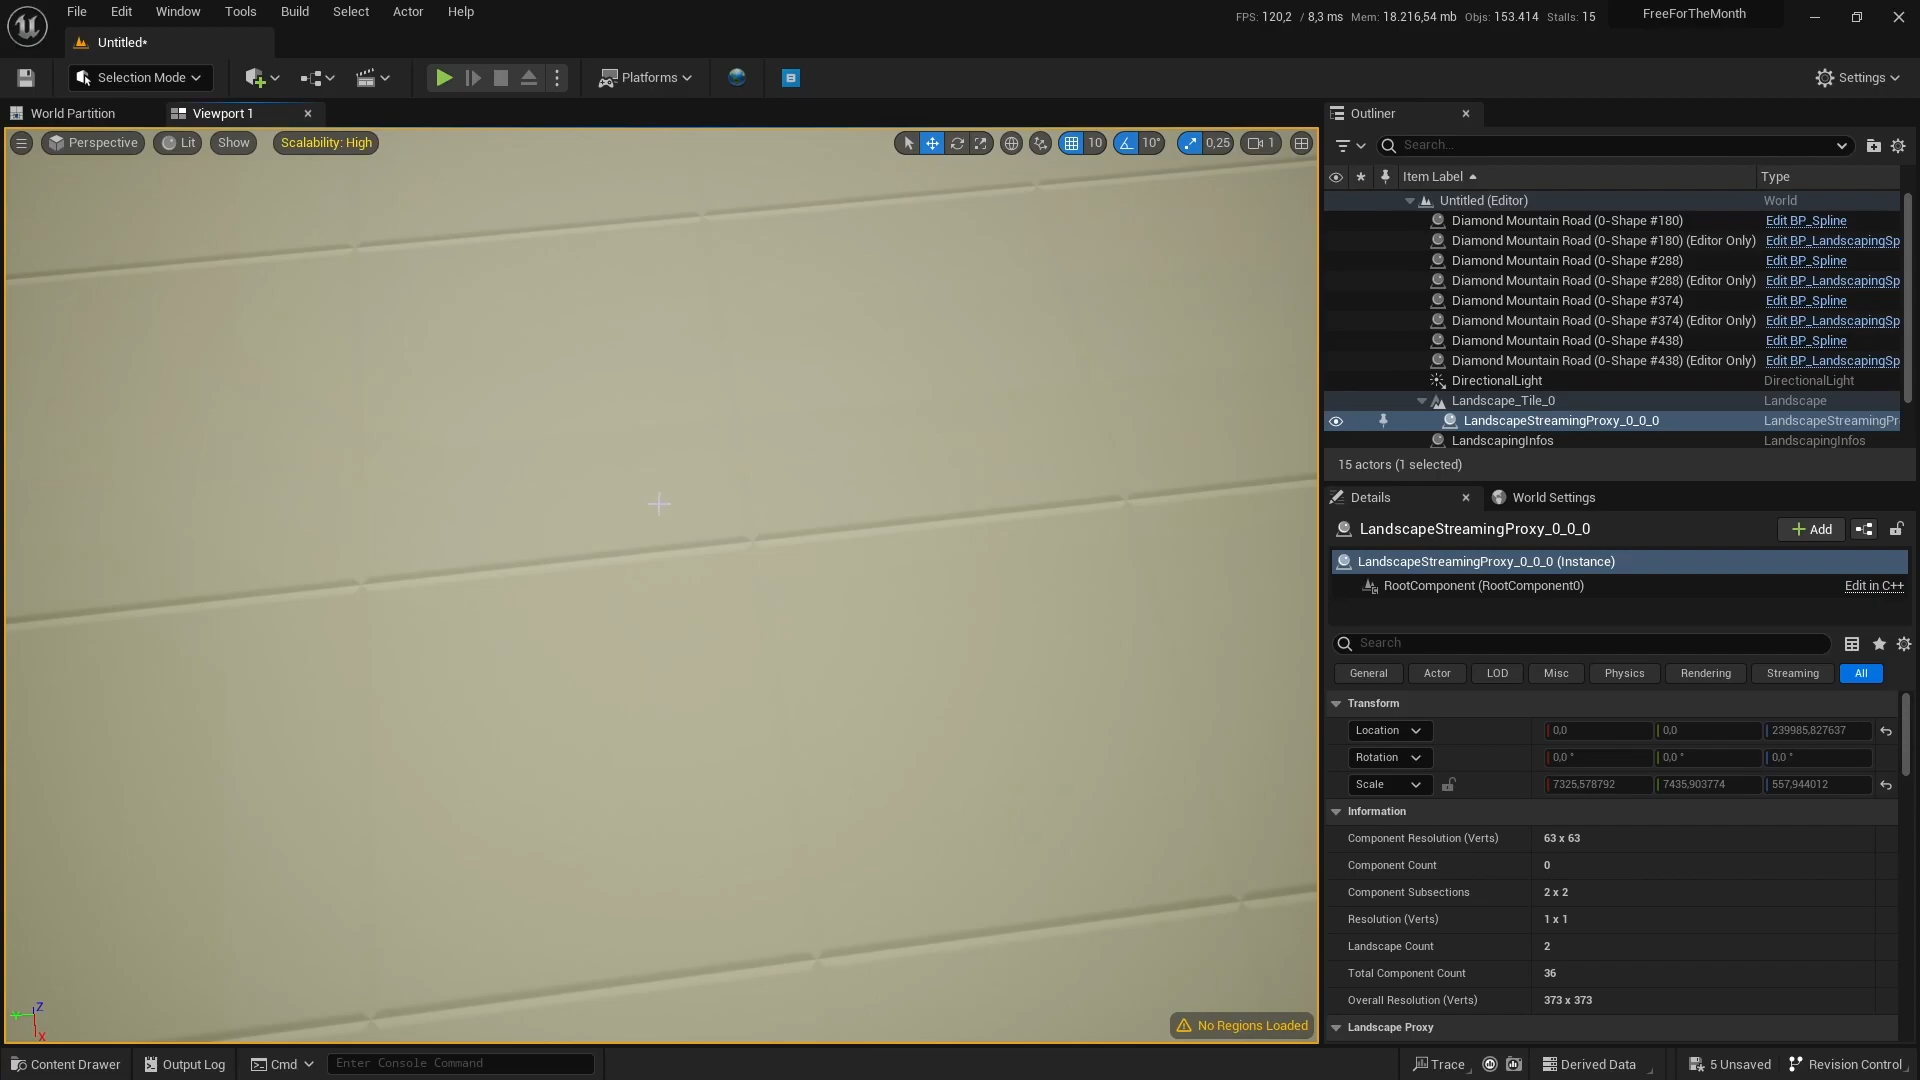 File Edit Window Tools Build Select Actor Help
FPS: 120,2 / 8,3 ms Mem: 18.216,54 mb Objs: 153.414 Stalls: 15
FreeForTheMonth
Untitled*
Selection Mode
Platforms
Settings
World Partition
Viewport 1
Perspective
Lit
Show
Scalability: High
10
10°
0,25
1
No Regions Loaded
Z
Y
X
Outliner
Search...
Item Label
Type
Untitled (Editor) World
Diamond Mountain Road (0-Shape #180) Edit BP_Spline
Diamond Mountain Road (0-Shape #180) (Editor Only) Edit BP_LandscapingSp
Diamond Mountain Road (0-Shape #288) Edit BP_Spline
Diamond Mountain Road (0-Shape #288) (Editor Only) Edit BP_LandscapingSp
Diamond Mountain Road (0-Shape #374) Edit BP_Spline
Diamond Mountain Road (0-Shape #374) (Editor Only) Edit BP_LandscapingSp
Diamond Mountain Road (0-Shape #438) Edit BP_Spline
Diamond Mountain Road (0-Shape #438) (Editor Only) Edit BP_LandscapingSp
DirectionalLight DirectionalLight
Landscape_Tile_0 Landscape
LandscapeStreamingProxy_0_0_0 LandscapeStreamingPr
LandscapingInfos LandscapingInfos
15 actors (1 selected)
Details
World Settings
LandscapeStreamingProxy_0_0_0
Add
LandscapeStreamingProxy_0_0_0 (Instance)
RootComponent (RootComponent0) Edit in C++
Search
General Actor LOD Misc Physics Rendering Streaming All
Transform
Location 0,0 0,0 239985,827637
Rotation 0,0 ° 0,0 ° 0,0 °
Scale 7325,578792 7435,903774 557,944012
Information
Component Resolution (Verts) 63 x 63
Component Count 0
Component Subsections 2 x 2
Resolution (Verts) 1 x 1
Landscape Count 2
Total Component Count 36
Overall Resolution (Verts) 373 x 373
Landscape Proxy
Content Drawer
Output Log
Cmd
Enter Console Command
Trace
Derived Data
5 Unsaved
Revision Control